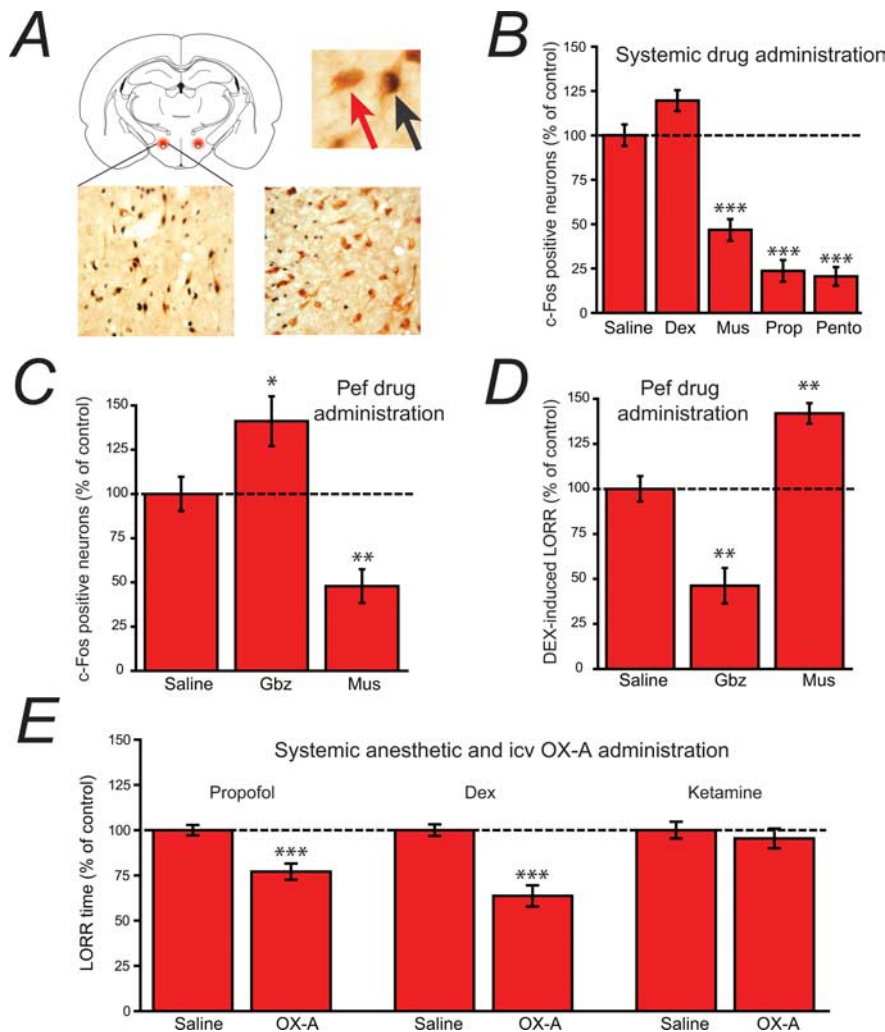 A
B
Systemic drug administration
c-Fos positive neurons (% of control)
150
125
100
75
50
25
0
***
***
***
Saline Dex Mus Prop Pento
C
Pef drug
administration
c-Fos positive neurons (% of control)
150
125
100
75
50
25
0
*
**
Saline Gbz Mus
D
Pef drug
administration
DEX-induced LORR (% of control)
150
125
100
75
50
25
0
**
**
Saline Gbz Mus
E
Systemic anesthetic and icv OX-A administration
Propofol Dex Ketamine
LORR time (% of control)
150
125
100
75
50
25
0
***
***
Saline OX-A Saline OX-A Saline OX-A